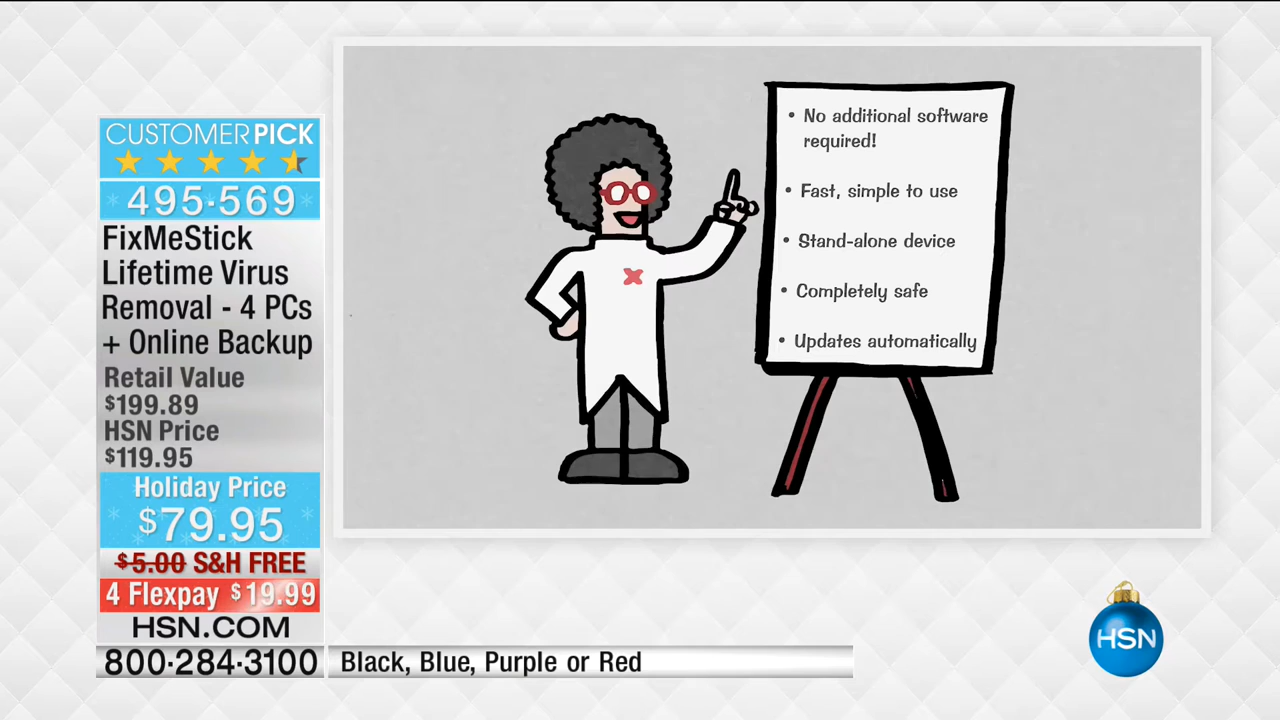 CUSTOMER PICK
495-569
FixMeStick
Lifetime Virus
Removal - 4 PCs
+ Online Backup
Retail Value
$199.89
HSN Price
$119.95
Holiday Price
$79.95
$5.00 S&H FREE
4 Flexpay $19.99
HSN.COM
800-284-3100
Black, Blue, Purple or Red
• No additional software
required!
• Fast, simple to use
• Stand-alone device
• Completely safe
• Updates automatically
HSN